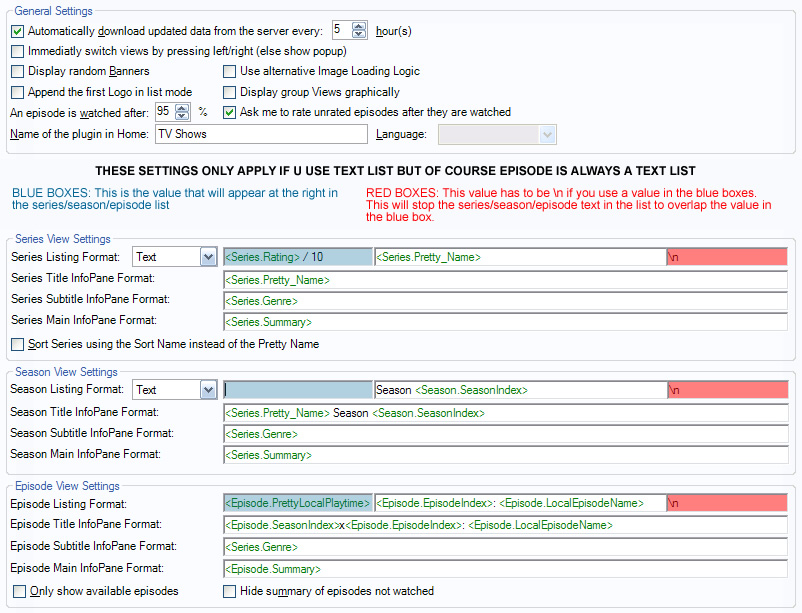 General Settings
Automatically download updated data from the server every: 5 hour(s)
Immediatly switch views by pressing left/right (else show popup)
Display random Banners Use alternative Image Loading Logic
Append the first Logo in list mode Display group Views graphically
An episode is watched after: 95 % Ask me to rate unrated episodes after they are watched
Name of the plugin in Home: TV Shows Language:
THESE SETTINGS ONLY APPLY IF U USE TEXT LIST BUT OF COURSE EPISODE IS ALWAYS A TEXT LIST
BLUE BOXES: This is the value that will appear at the right in
the series/season/episode list
RED BOXES: This value has to be \n if you use a value in the blue boxes.
This will stop the series/season/episode text in the list to overlap the value in
the blue box.
Series View Settings
Series Listing Format: Text <Series.Rating> / 10 <Series.Pretty_Name> \n
Series Title InfoPane Format: <Series.Pretty_Name>
Series Subtitle InfoPane Format: <Series.Genre>
Series Main InfoPane Format: <Series.Summary>
Sort Series using the Sort Name instead of the Pretty Name
Season View Settings
Season Listing Format: Text Season <Season.SeasonIndex> \n
Season Title InfoPane Format: <Series.Pretty_Name> Season <Season.SeasonIndex>
Season Subtitle InfoPane Format: <Series.Genre>
Season Main InfoPane Format: <Series.Summary>
Episode View Settings
Episode Listing Format: <Episode.PrettyLocalPlaytime> <Episode.EpisodeIndex>: <Episode.LocalEpisodeName> \n
Episode Title InfoPane Format: <Episode.SeasonIndex>x<Episode.EpisodeIndex>: <Episode.LocalEpisodeName>
Episode Subtitle InfoPane Format: <Series.Genre>
Episode Main InfoPane Format: <Episode.Summary>
Only show available episodes Hide summary of episodes not watched